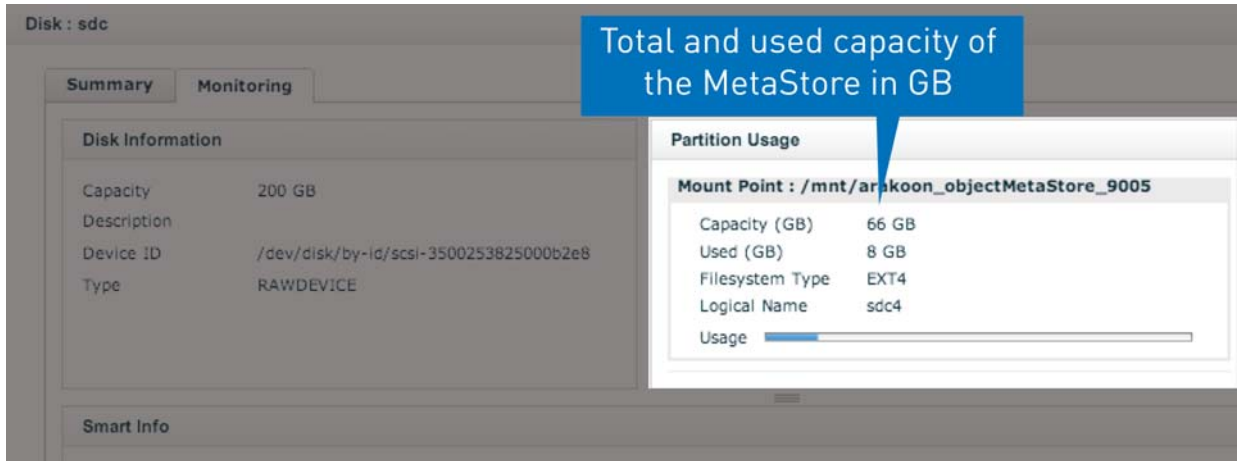 Disk : sdc
Total and used capacity of
the MetaStore in GB
Summary Monitoring
Disk Information
Capacity 200 GB
Description
Device ID /dev/disk/by-id/scsi-3500253825000b2e8
Type RAWDEVICE
Partition Usage
Mount Point : /mnt/arakoon_objectMetaStore_9005
Capacity (GB) 66 GB
Used (GB) 8 GB
Filesystem Type EXT4
Logical Name sdc4
Usage
Smart Info